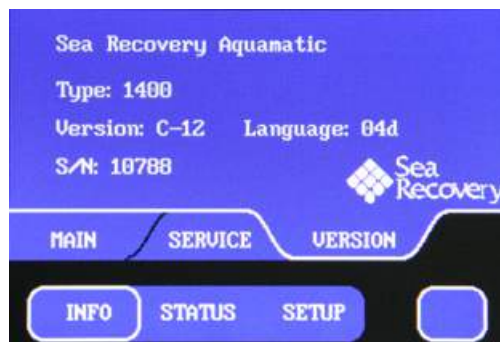 Sea Recovery Aquamatic
Type: 1400
Version: C-12 Language: 04d
S/N: 10788
Sea
Recovery
MAIN SERVICE VERSION
INFO STATUS SETUP